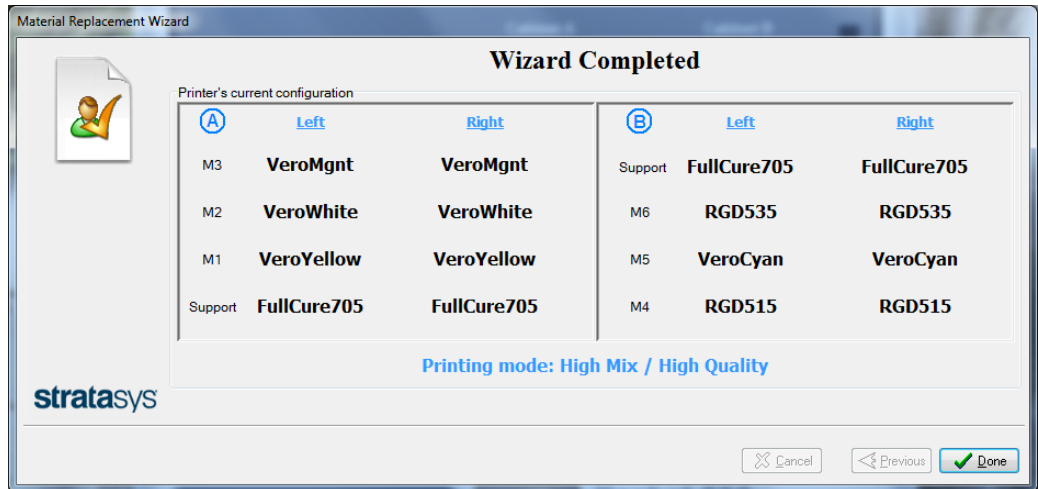 Material Replacement Wizard
Wizard Completed
Printer's current configuration
A Left Right
M3 VeroMgnt VeroMgnt
M2 VeroWhite VeroWhite
M1 VeroYellow VeroYellow
Support FullCure705 FullCure705
B Left Right
Support FullCure705 FullCure705
M6 RGD535 RGD535
M5 VeroCyan VeroCyan
M4 RGD515 RGD515
Printing mode: High Mix / High Quality
stratasys
Cancel Previous Done